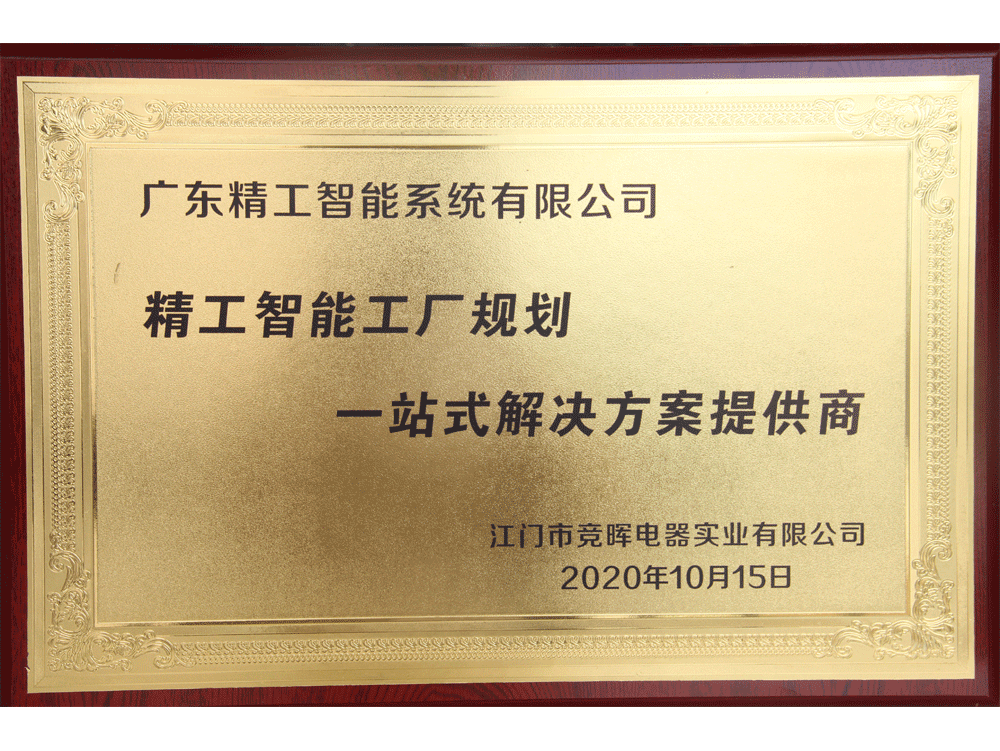 广东精工智能系统有限公司
精工智能工厂规划
一站式解决方案提供商
江门市竞晖电器实业有限公司
2020年10月15日